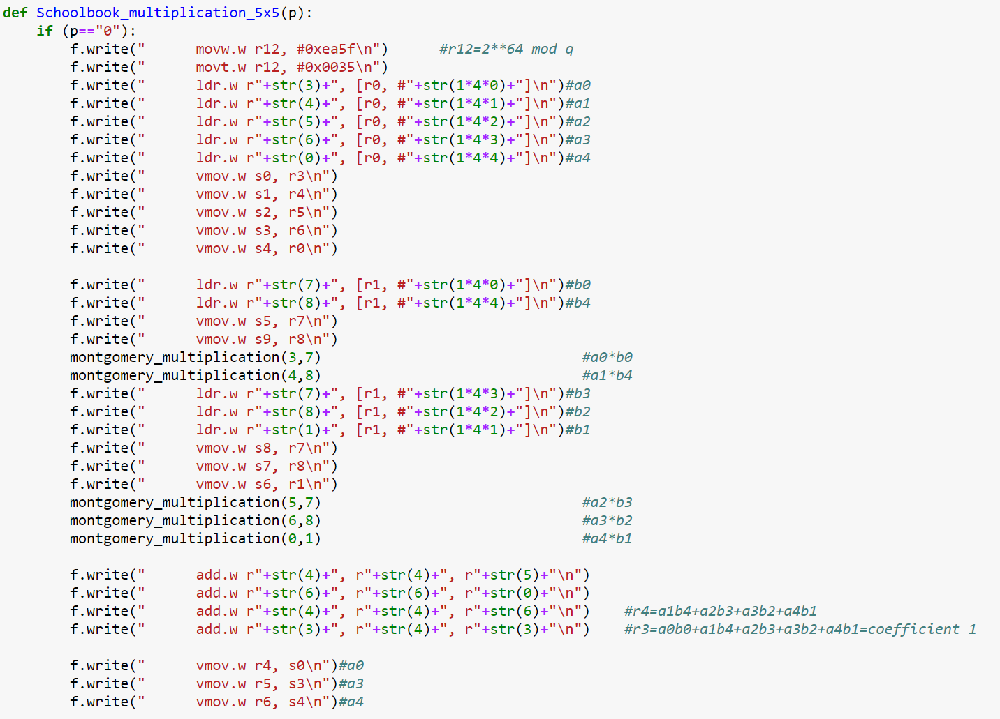 def Schoolbook_multiplication_5x5(p):
    if (p=="0"):
        f.write("      movw.w r12, #0xea5f\n")      #r12=2**64 mod q
        f.write("      movt.w r12, #0x0035\n")
        f.write("      ldr.w r"+str(3)+", [r0, #"+str(1*4*0)+"]\n")#a0
        f.write("      ldr.w r"+str(4)+", [r0, #"+str(1*4*1)+"]\n")#a1
        f.write("      ldr.w r"+str(5)+", [r0, #"+str(1*4*2)+"]\n")#a2
        f.write("      ldr.w r"+str(6)+", [r0, #"+str(1*4*3)+"]\n")#a3
        f.write("      ldr.w r"+str(0)+", [r0, #"+str(1*4*4)+"]\n")#a4
        f.write("      vmov.w s0, r3\n")
        f.write("      vmov.w s1, r4\n")
        f.write("      vmov.w s2, r5\n")
        f.write("      vmov.w s3, r6\n")
        f.write("      vmov.w s4, r0\n")

        f.write("      ldr.w r"+str(7)+", [r1, #"+str(1*4*0)+"]\n")#b0
        f.write("      ldr.w r"+str(8)+", [r1, #"+str(1*4*4)+"]\n")#b4
        f.write("      vmov.w s5, r7\n")
        f.write("      vmov.w s9, r8\n")
        montgomery_multiplication(3,7)                               #a0*b0
        montgomery_multiplication(4,8)                               #a1*b4
        f.write("      ldr.w r"+str(7)+", [r1, #"+str(1*4*3)+"]\n")#b3
        f.write("      ldr.w r"+str(8)+", [r1, #"+str(1*4*2)+"]\n")#b2
        f.write("      ldr.w r"+str(1)+", [r1, #"+str(1*4*1)+"]\n")#b1
        f.write("      vmov.w s8, r7\n")
        f.write("      vmov.w s7, r8\n")
        f.write("      vmov.w s6, r1\n")
        montgomery_multiplication(5,7)                               #a2*b3
        montgomery_multiplication(6,8)                               #a3*b2
        montgomery_multiplication(0,1)                               #a4*b1

        f.write("      add.w r"+str(4)+", r"+str(4)+", r"+str(5)+"\n")
        f.write("      add.w r"+str(6)+", r"+str(6)+", r"+str(0)+"\n")
        f.write("      add.w r"+str(4)+", r"+str(4)+", r"+str(6)+"\n")    #r4=a1b4+a2b3+a3b2+a4b1
        f.write("      add.w r"+str(3)+", r"+str(4)+", r"+str(3)+"\n")    #r3=a0b0+a1b4+a2b3+a3b2+a4b1=coefficient 1

        f.write("      vmov.w r4, s0\n")#a0
        f.write("      vmov.w r5, s3\n")#a3
        f.write("      vmov.w r6, s4\n")#a4